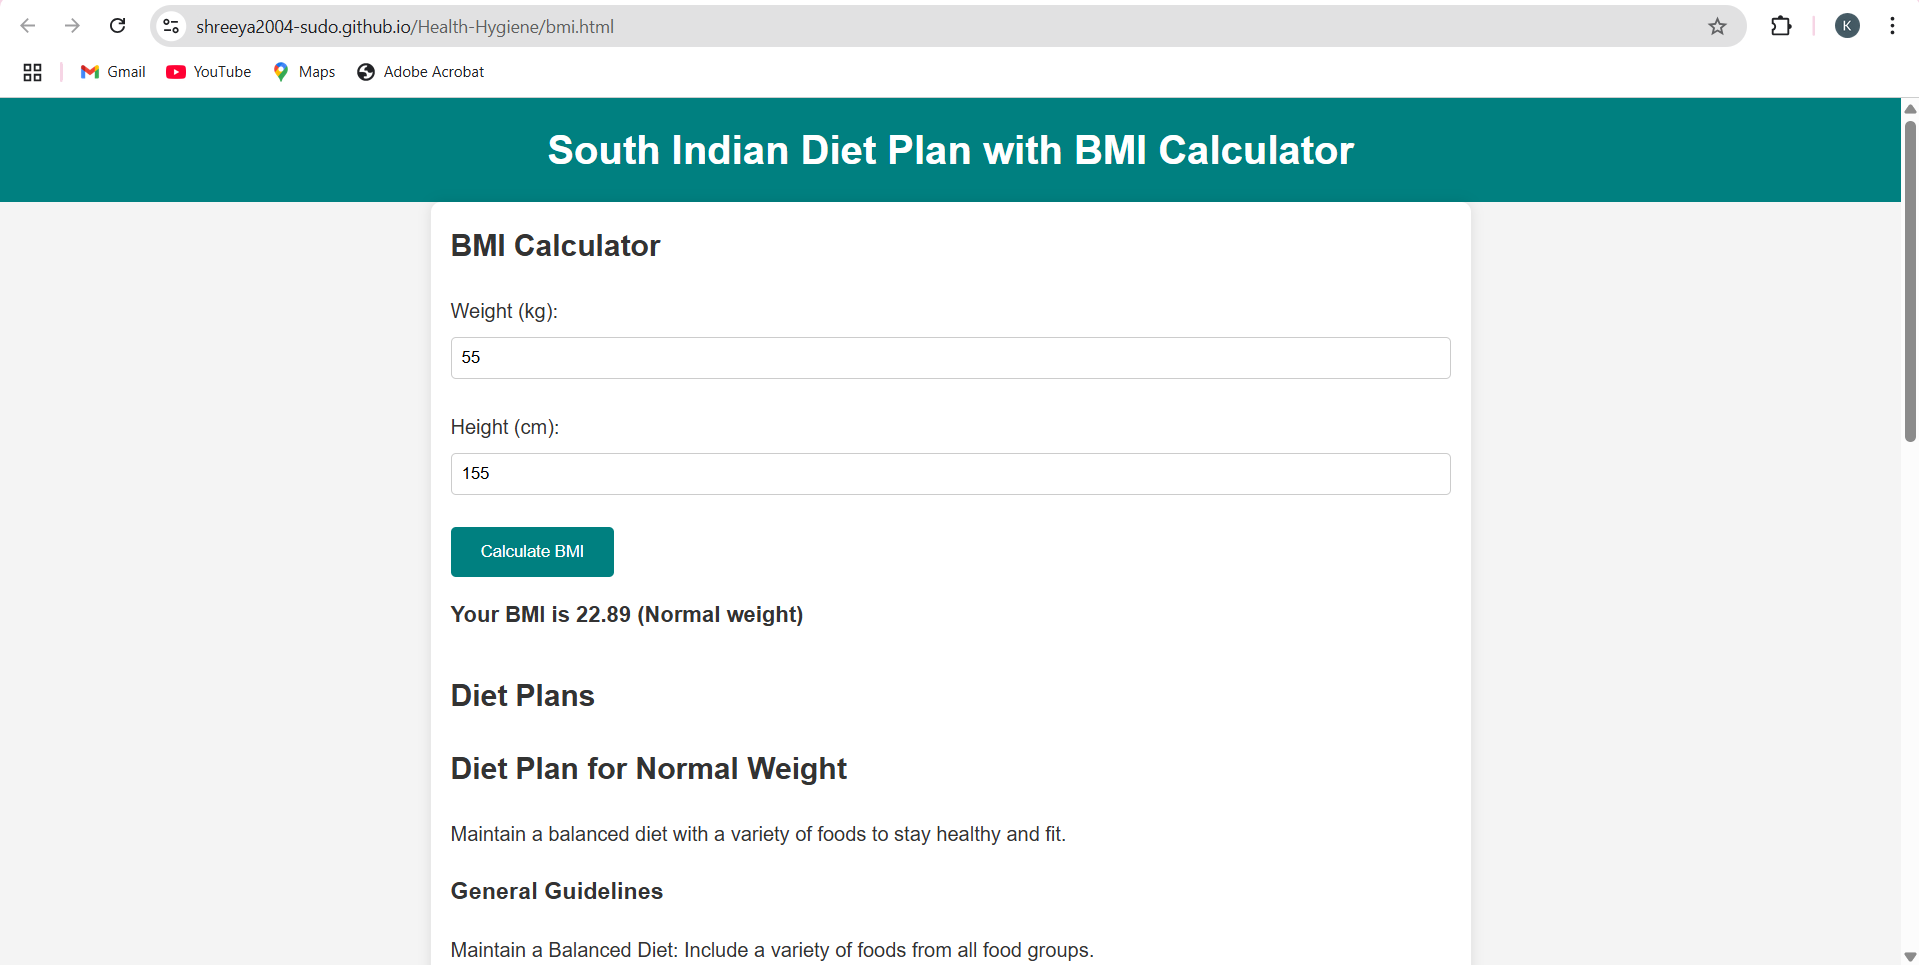 shreeya2004-sudo.github.io/Health-Hygiene/bmi.html
K
Gmail YouTube Maps Adobe Acrobat
South Indian Diet Plan with BMI Calculator
BMI Calculator
Weight (kg):
55
Height (cm):
155
Calculate BMI
Your BMI is 22.89 (Normal weight)
Diet Plans
Diet Plan for Normal Weight
Maintain a balanced diet with a variety of foods to stay healthy and fit.
General Guidelines
Maintain a Balanced Diet: Include a variety of foods from all food groups.